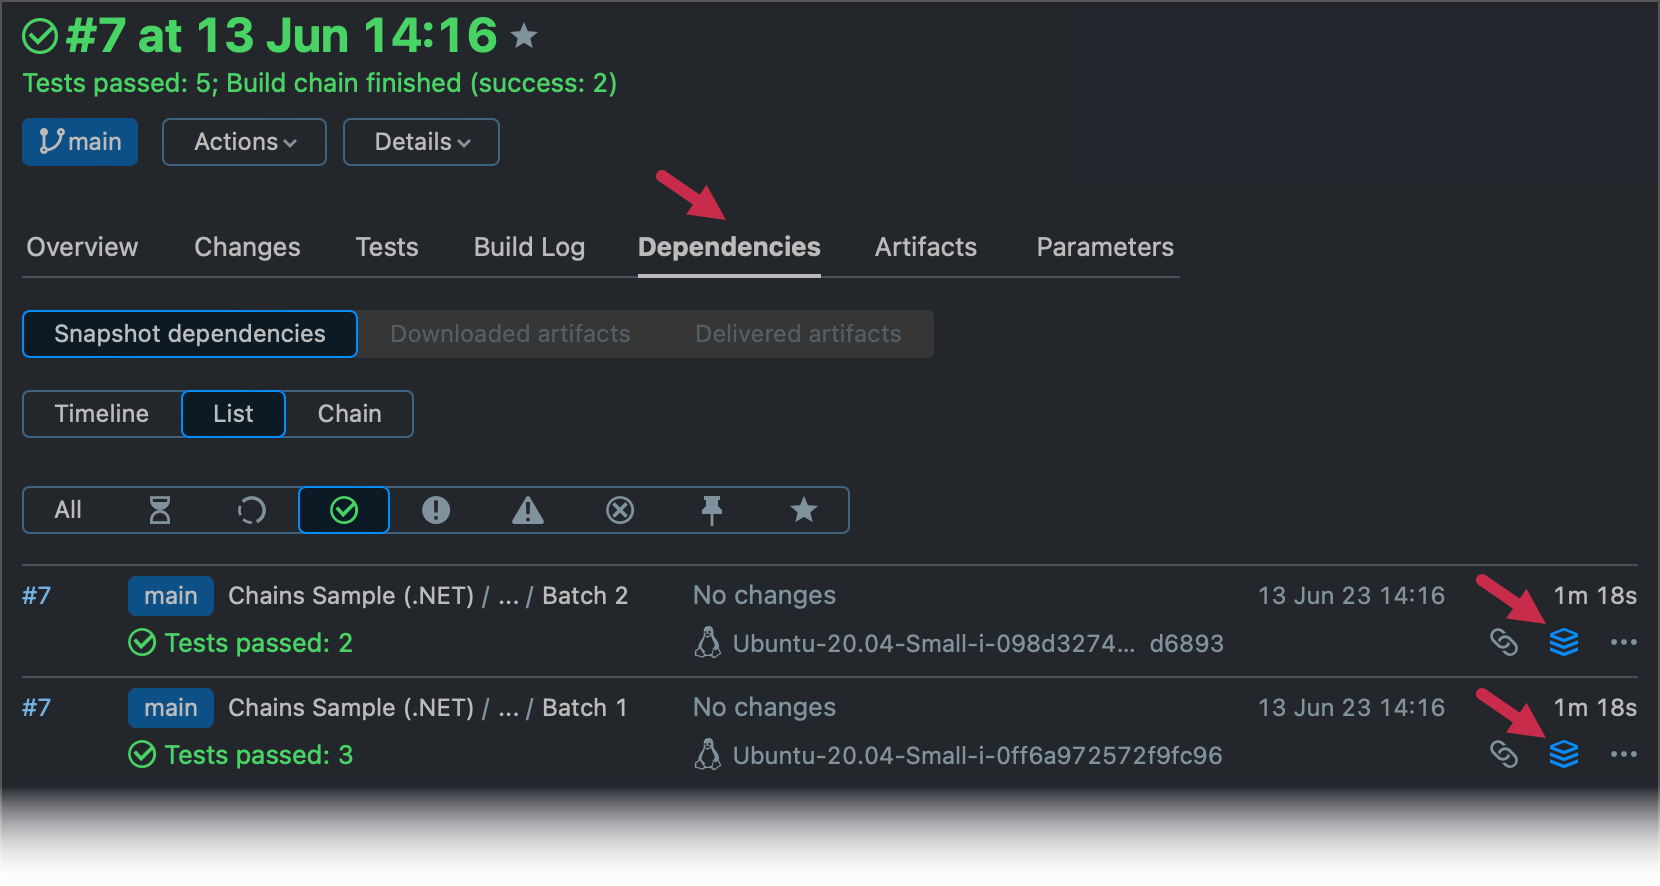 #7 at 13 Jun 14:16
Tests passed: 5; Build chain finished (success: 2)
main Actions Details
Overview Changes Tests Build Log Dependencies Artifacts Parameters
Snapshot dependencies Downloaded artifacts Delivered artifacts
Timeline List Chain
All
#7 main Chains Sample (.NET) / ... / Batch 2 No changes 13 Jun 23 14:16 1m 18s
Tests passed: 2 Ubuntu-20.04-Small-i-098d3274... d6893
#7 main Chains Sample (.NET) / ... / Batch 1 No changes 13 Jun 23 14:16 1m 18s
Tests passed: 3 Ubuntu-20.04-Small-i-0ff6a972572f9fc96